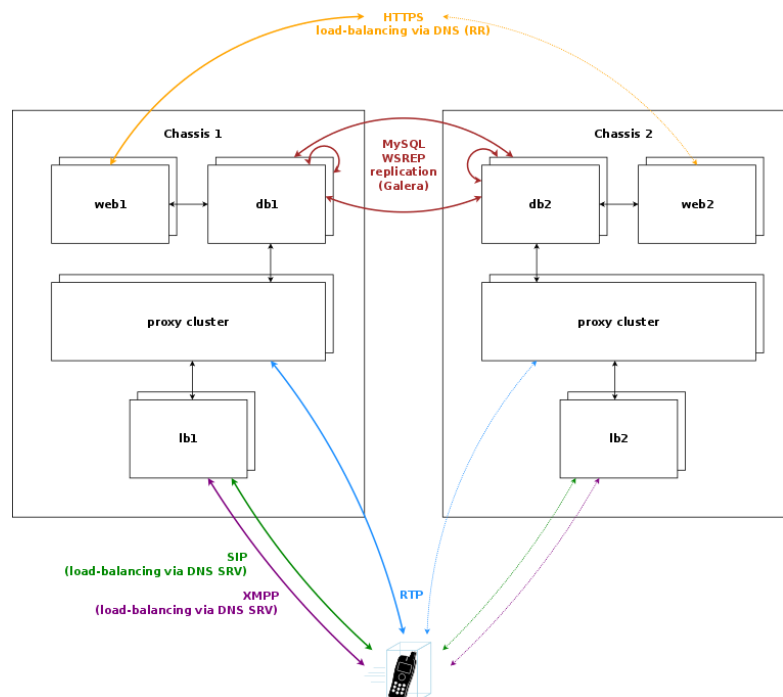 HTTPS
load-balancing via DNS (RR)
Chassis 1
Chassis 2
MySQL
WSREP
replication
(Galera)
web1
db1
db2
web2
proxy cluster
proxy cluster
lb1
lb2
SIP
(load-balancing via DNS SRV)
XMPP
(load-balancing via DNS SRV)
RTP